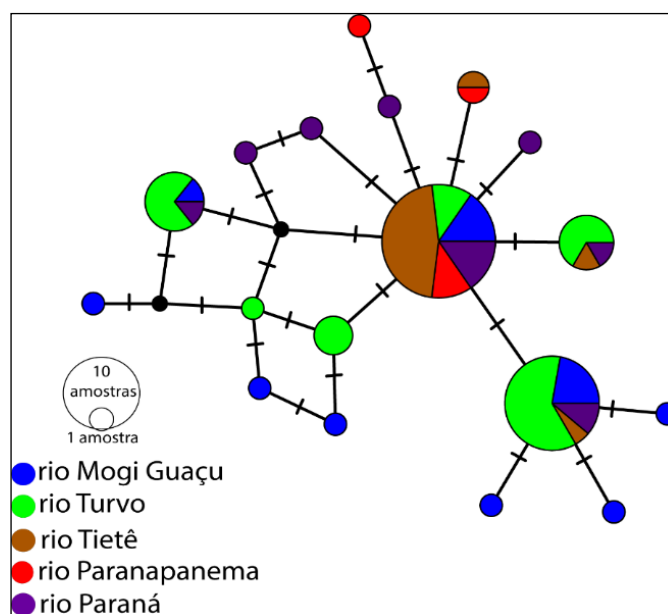 10
amostras
1 amostra
rio Mogi Guaçu
rio Turvo
rio Tietê
rio Paranapanema
rio Paraná